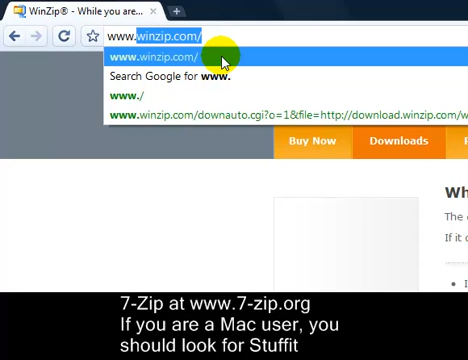 WinZip® - While you are...
www.winzip.com/
www.winzip.com/
Search Google for www.
www./
www.winzip.com/downauto.cgi?o=1&file=http://download.winzip.com/w
Buy Now Downloads
Wh
The
If it c
7-Zip at www.7-zip.org
If you are a Mac user, you
should look for Stuffit